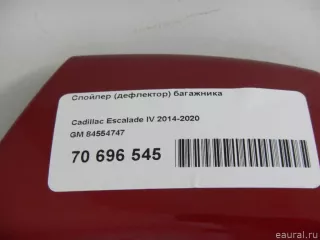 Спойлер (дефлектор) багажника
Cadillac Escalade IV 2014-2020
GM 84554747
70 696 545
eaural.ru